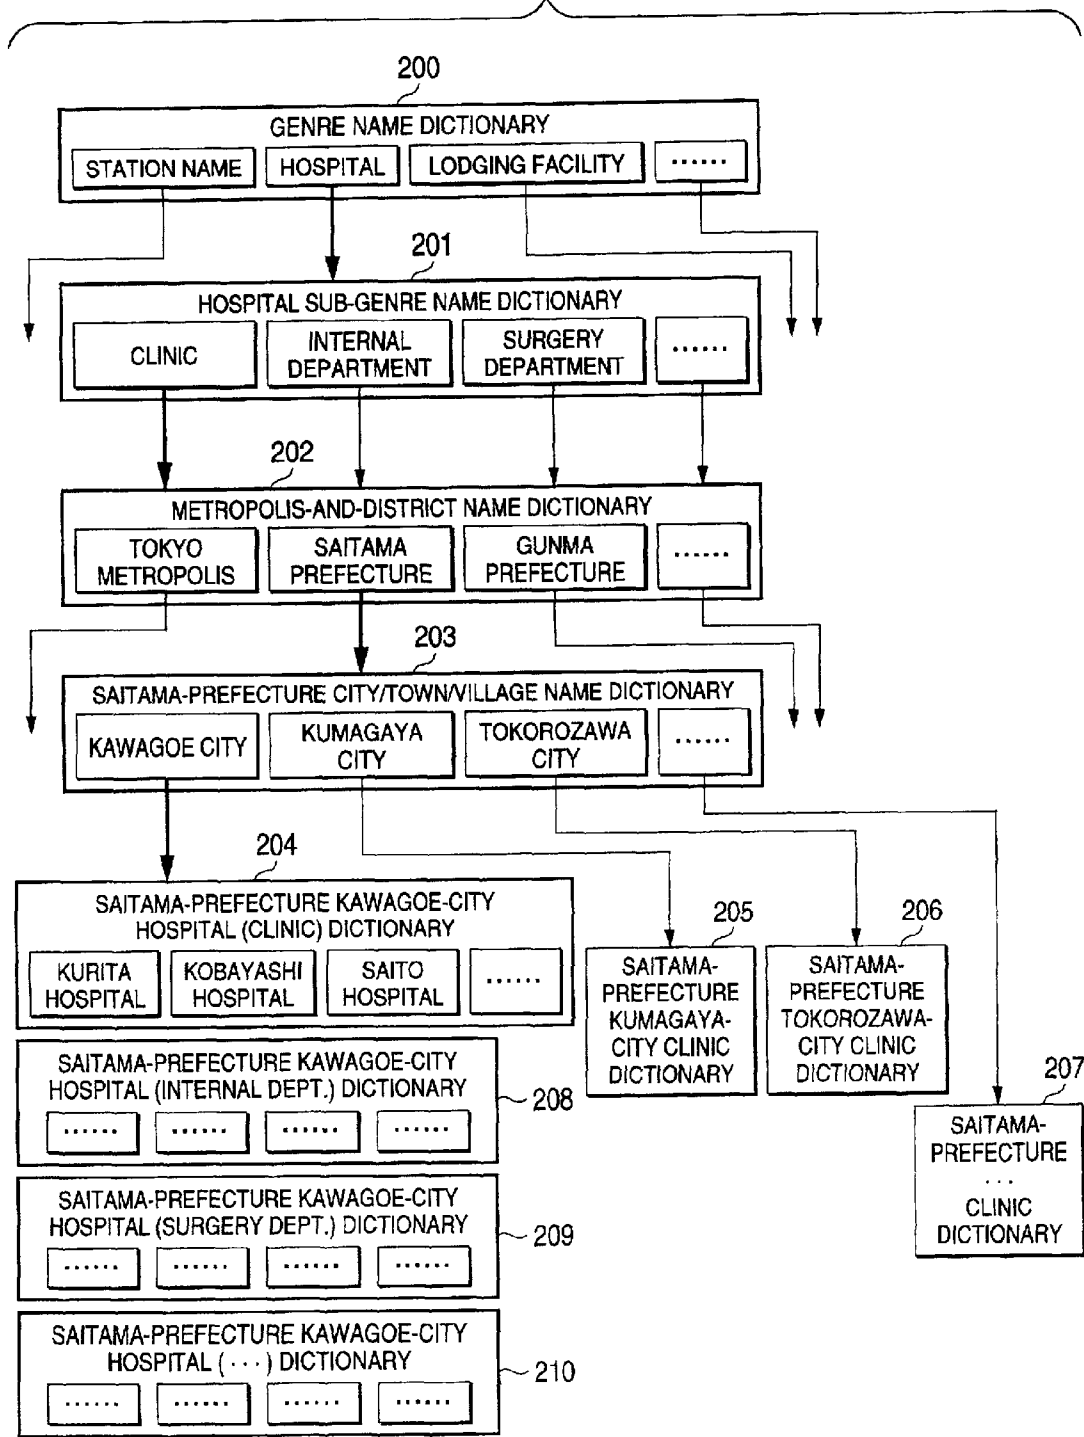 200
GENRE NAME DICTIONARY
STATION NAME
HOSPITAL
LODGING FACILITY
......
201
HOSPITAL SUB-GENRE NAME DICTIONARY
CLINIC
INTERNAL
DEPARTMENT
SURGERY
DEPARTMENT
......
202
METROPOLIS-AND-DISTRICT NAME DICTIONARY
TOKYO
METROPOLIS
SAITAMA
PREFECTURE
GUNMA
PREFECTURE
......
203
SAITAMA-PREFECTURE CITY/TOWN/VILLAGE NAME DICTIONARY
KAWAGOE CITY
KUMAGAYA
CITY
TOKOROZAWA
CITY
......
204
SAITAMA-PREFECTURE KAWAGOE-CITY
HOSPITAL (CLINIC) DICTIONARY
KURITA
HOSPITAL
KOBAYASHI
HOSPITAL
SAITO
HOSPITAL
......
205
SAITAMA-
PREFECTURE
KUMAGAYA-
CITY CLINIC
DICTIONARY
206
SAITAMA-
PREFECTURE
TOKOROZAWA-
CITY CLINIC
DICTIONARY
207
SAITAMA-
PREFECTURE
...
CLINIC
DICTIONARY
SAITAMA-PREFECTURE KAWAGOE-CITY
HOSPITAL (INTERNAL DEPT.) DICTIONARY
...... ...... ...... ......
208
SAITAMA-PREFECTURE KAWAGOE-CITY
HOSPITAL (SURGERY DEPT.) DICTIONARY
...... ...... ...... ......
209
SAITAMA-PREFECTURE KAWAGOE-CITY
HOSPITAL (...) DICTIONARY
...... ...... ...... ......
210